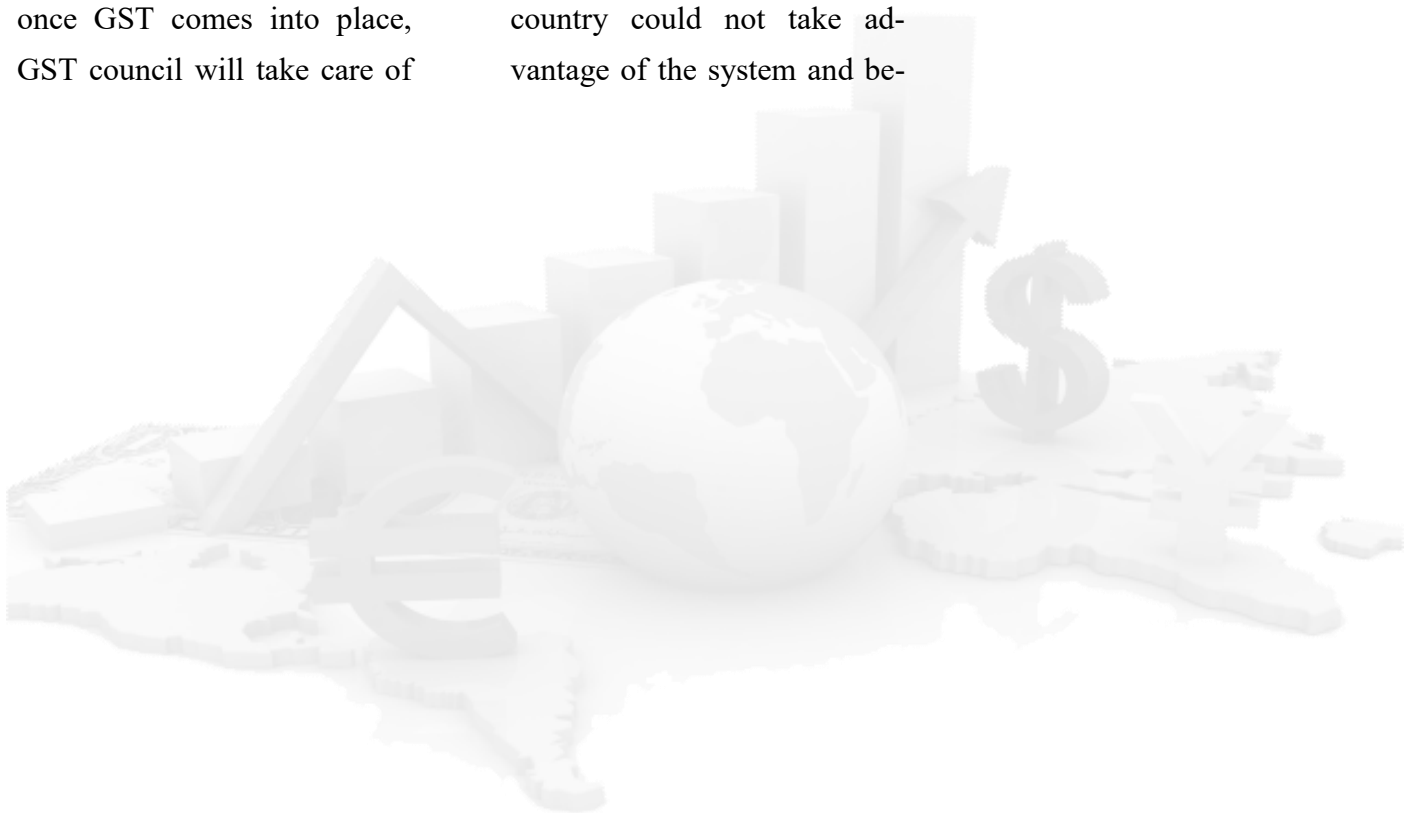 once GST comes into place,
GST council will take care of
country could not take ad-
vantage of the system and be-